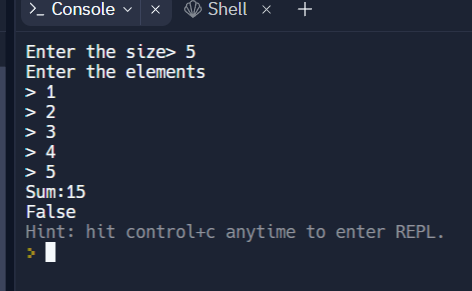 >_ Console × Shell × +
Enter the size> 5
Enter the elements
> 1
> 2
> 3
> 4
> 5
Sum:15
False
Hint: hit control+c anytime to enter REPL.
>